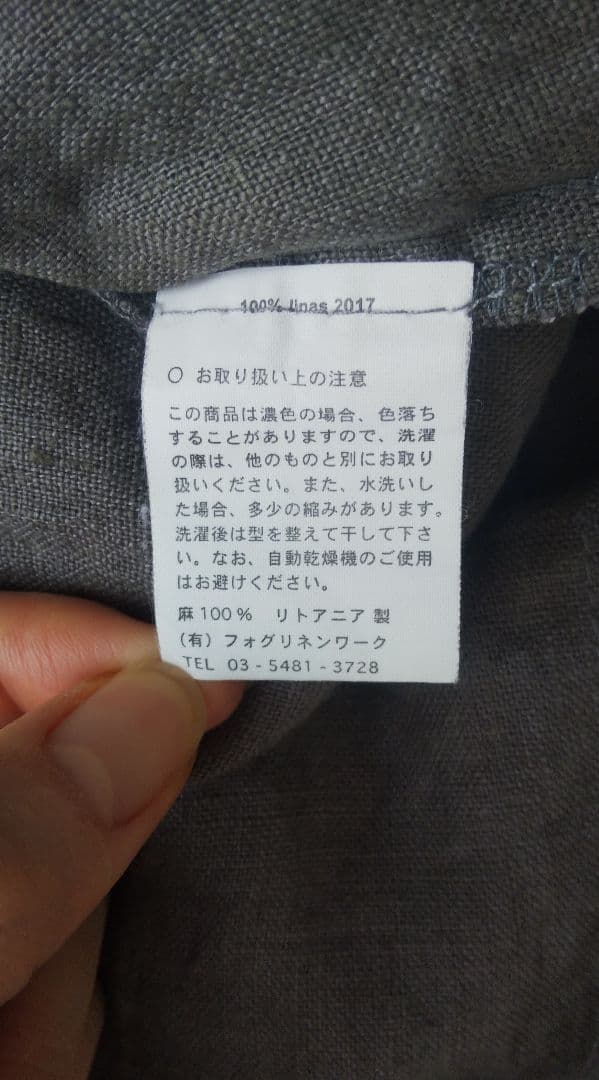 100% linas 2017
○ お取り扱い上の注意
この商品は濃色の場合、色落ち
することがありますので、洗濯
の際は、他のものと別にお取り
扱いください。また、水洗いし
た場合、多少の縮みがあります。
洗濯後は型を整えて干して下さ
い。なお、自動乾燥機のご使用
はお避けください。
麻100% リトアニア製
(有)フォグリネンワーク
TEL 03-5481-3728